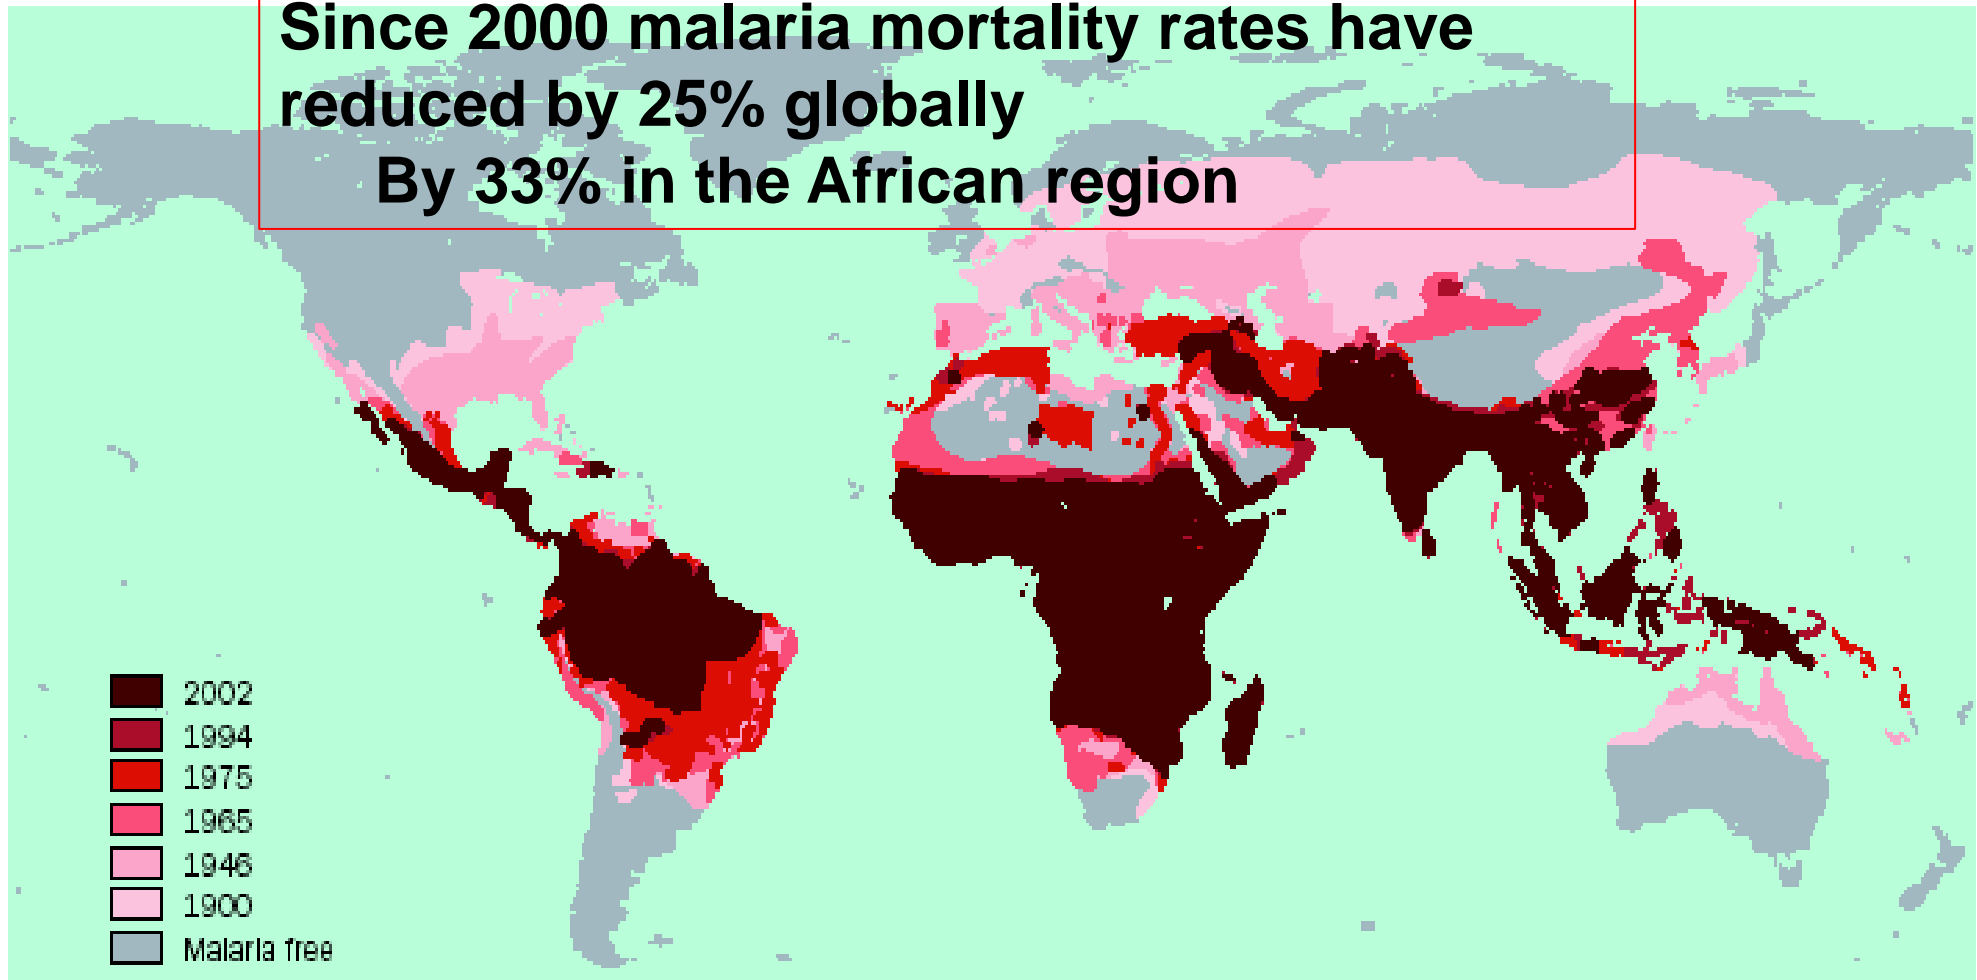 Since 2000 malaria mortality rates have
reduced by 25% globally
By 33% in the African region
2002
1994
1975
1965
1946
1900
Malaria free